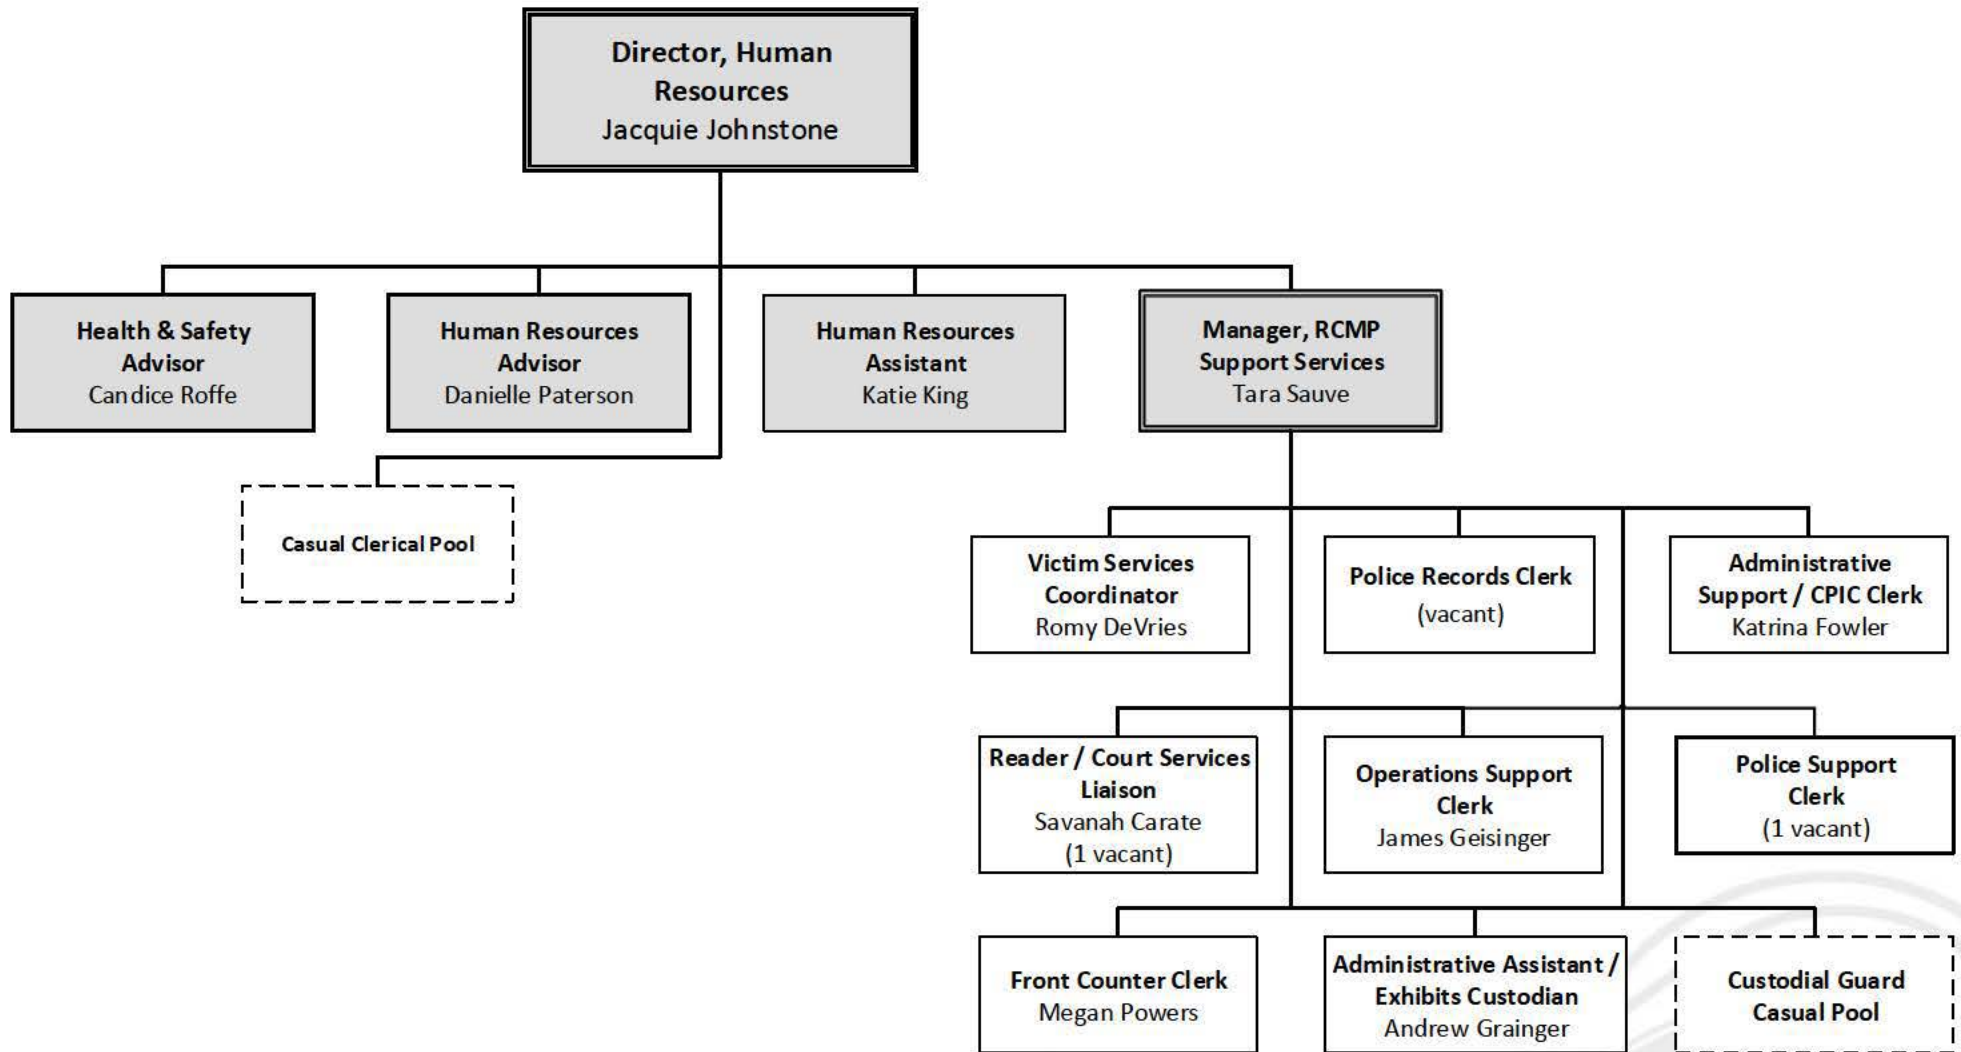 Director, Human
Resources
Jacquie Johnstone
Health & Safety
Advisor
Candice Roffe
Human Resources
Advisor
Danielle Paterson
Human Resources
Assistant
Katie King
Manager, RCMP
Support Services
Tara Sauve
Casual Clerical Pool
Victim Services
Coordinator
Romy DeVries
Police Records Clerk
(vacant)
Administrative
Support / CPIC Clerk
Katrina Fowler
Reader / Court Services
Liaison
Savanah Carate
(1 vacant)
Operations Support
Clerk
James Geisinger
Police Support
Clerk
(1 vacant)
Front Counter Clerk
Megan Powers
Administrative Assistant /
Exhibits Custodian
Andrew Grainger
Custodial Guard
Casual Pool